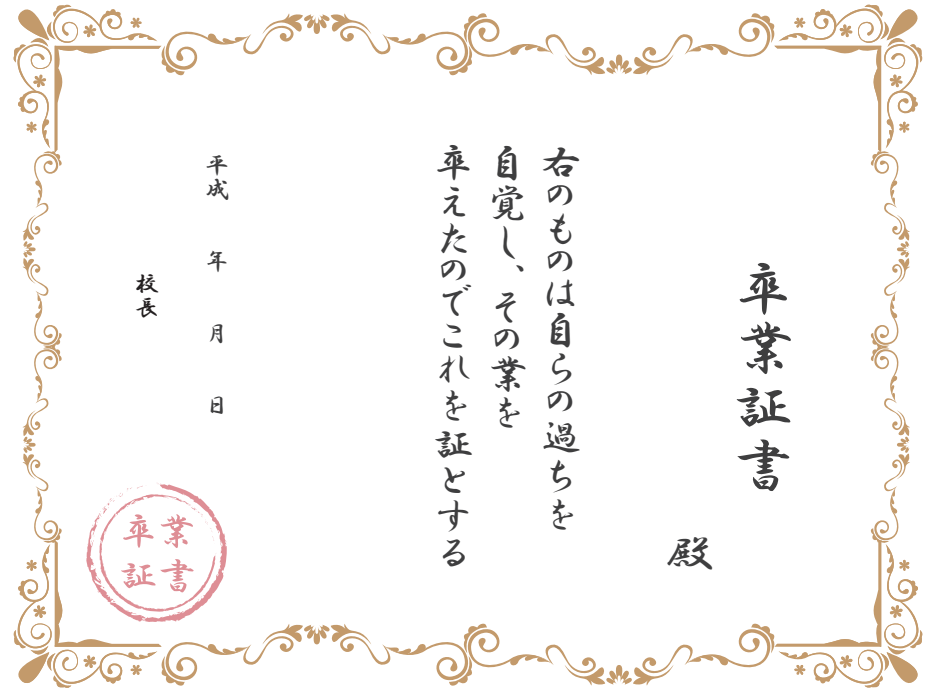 卒業証書
殿
右のものは自らの過ちを
自覚し、その業を
卒えたのでこれを証とする
平成 年 月 日
校長
卒業
証書